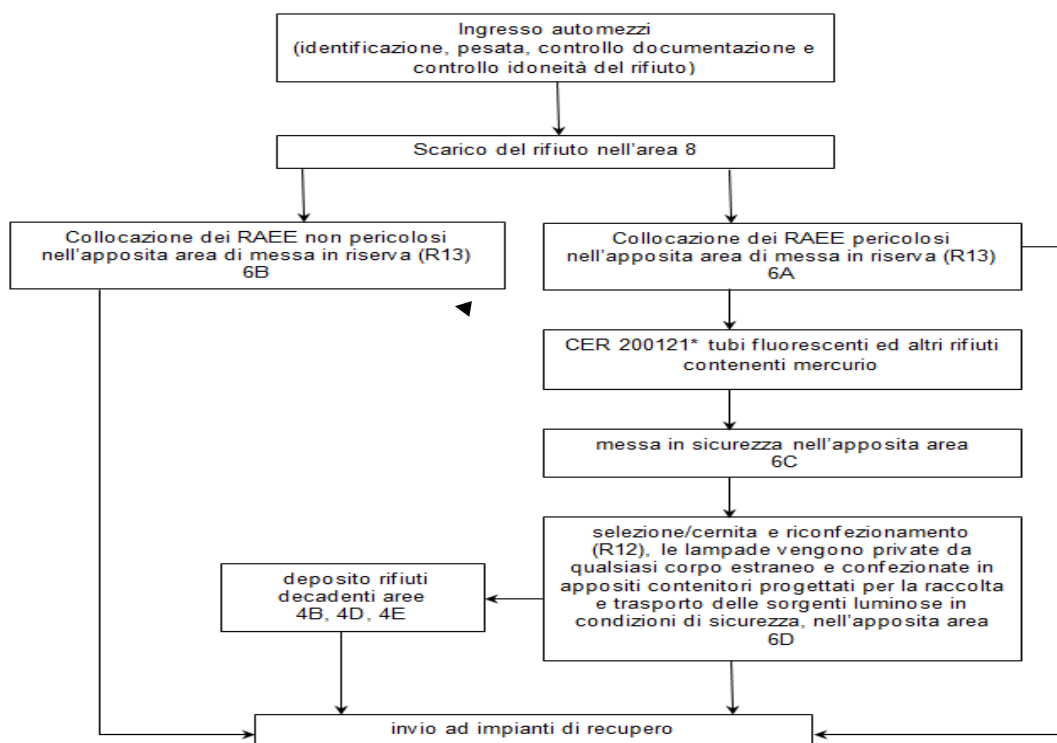 Ingresso automezzi
(identificazione, pesata, controllo documentazione e
controllo idoneità del rifiuto)
Scarico del rifiuto nell'area 8
Collocazione dei RAEE non pericolosi
nell'apposita area di messa in riserva (R13)
6B
Collocazione dei RAEE pericolosi
nell'apposita area di messa in riserva (R13)
6A
CER 200121* tubi fluorescenti ed altri rifiuti
contenenti mercurio
messa in sicurezza nell'apposita area
6C
selezione/cernita e riconfezionamento
(R12), le lampade vengono private da
qualsiasi corpo estraneo e confezionate in
appositi contenitori progettati per la raccolta
e trasporto delle sorgenti luminose in
condizioni di sicurezza, nell'apposita area
6D
deposito rifiuti
decadenti aree
4B, 4D, 4E
invio ad impianti di recupero